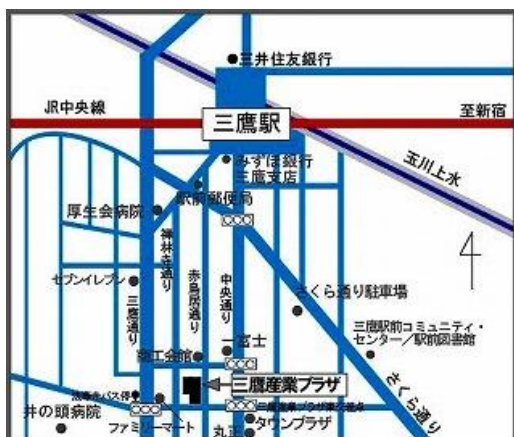 三井住友銀行
JR中央線
至新宿
三鷹駅
玉川上水
みずほ銀行
三鷹支店
駅前郵便局
厚生会病院
禅林寺通り
赤鳥居通り
中央通り
三鷹通り
セブンイレブン
さくら通り駐車場
一富士
三鷹駅前コミュニティ・
センター/駅前図書館
商工会館
三鷹産業プラザ
さくら通り
井の頭病院
ファミリーマート
タウンプラザ
丸正